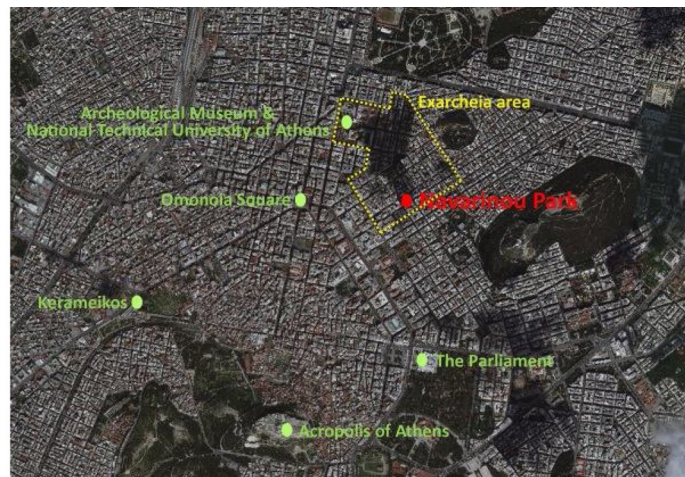 Exarcheia area
Archeological Museum &
National Technical University of Athens
Omonoia Square
Navarinou Park
Kerameikos
The Parliament
Acropolis of Athens